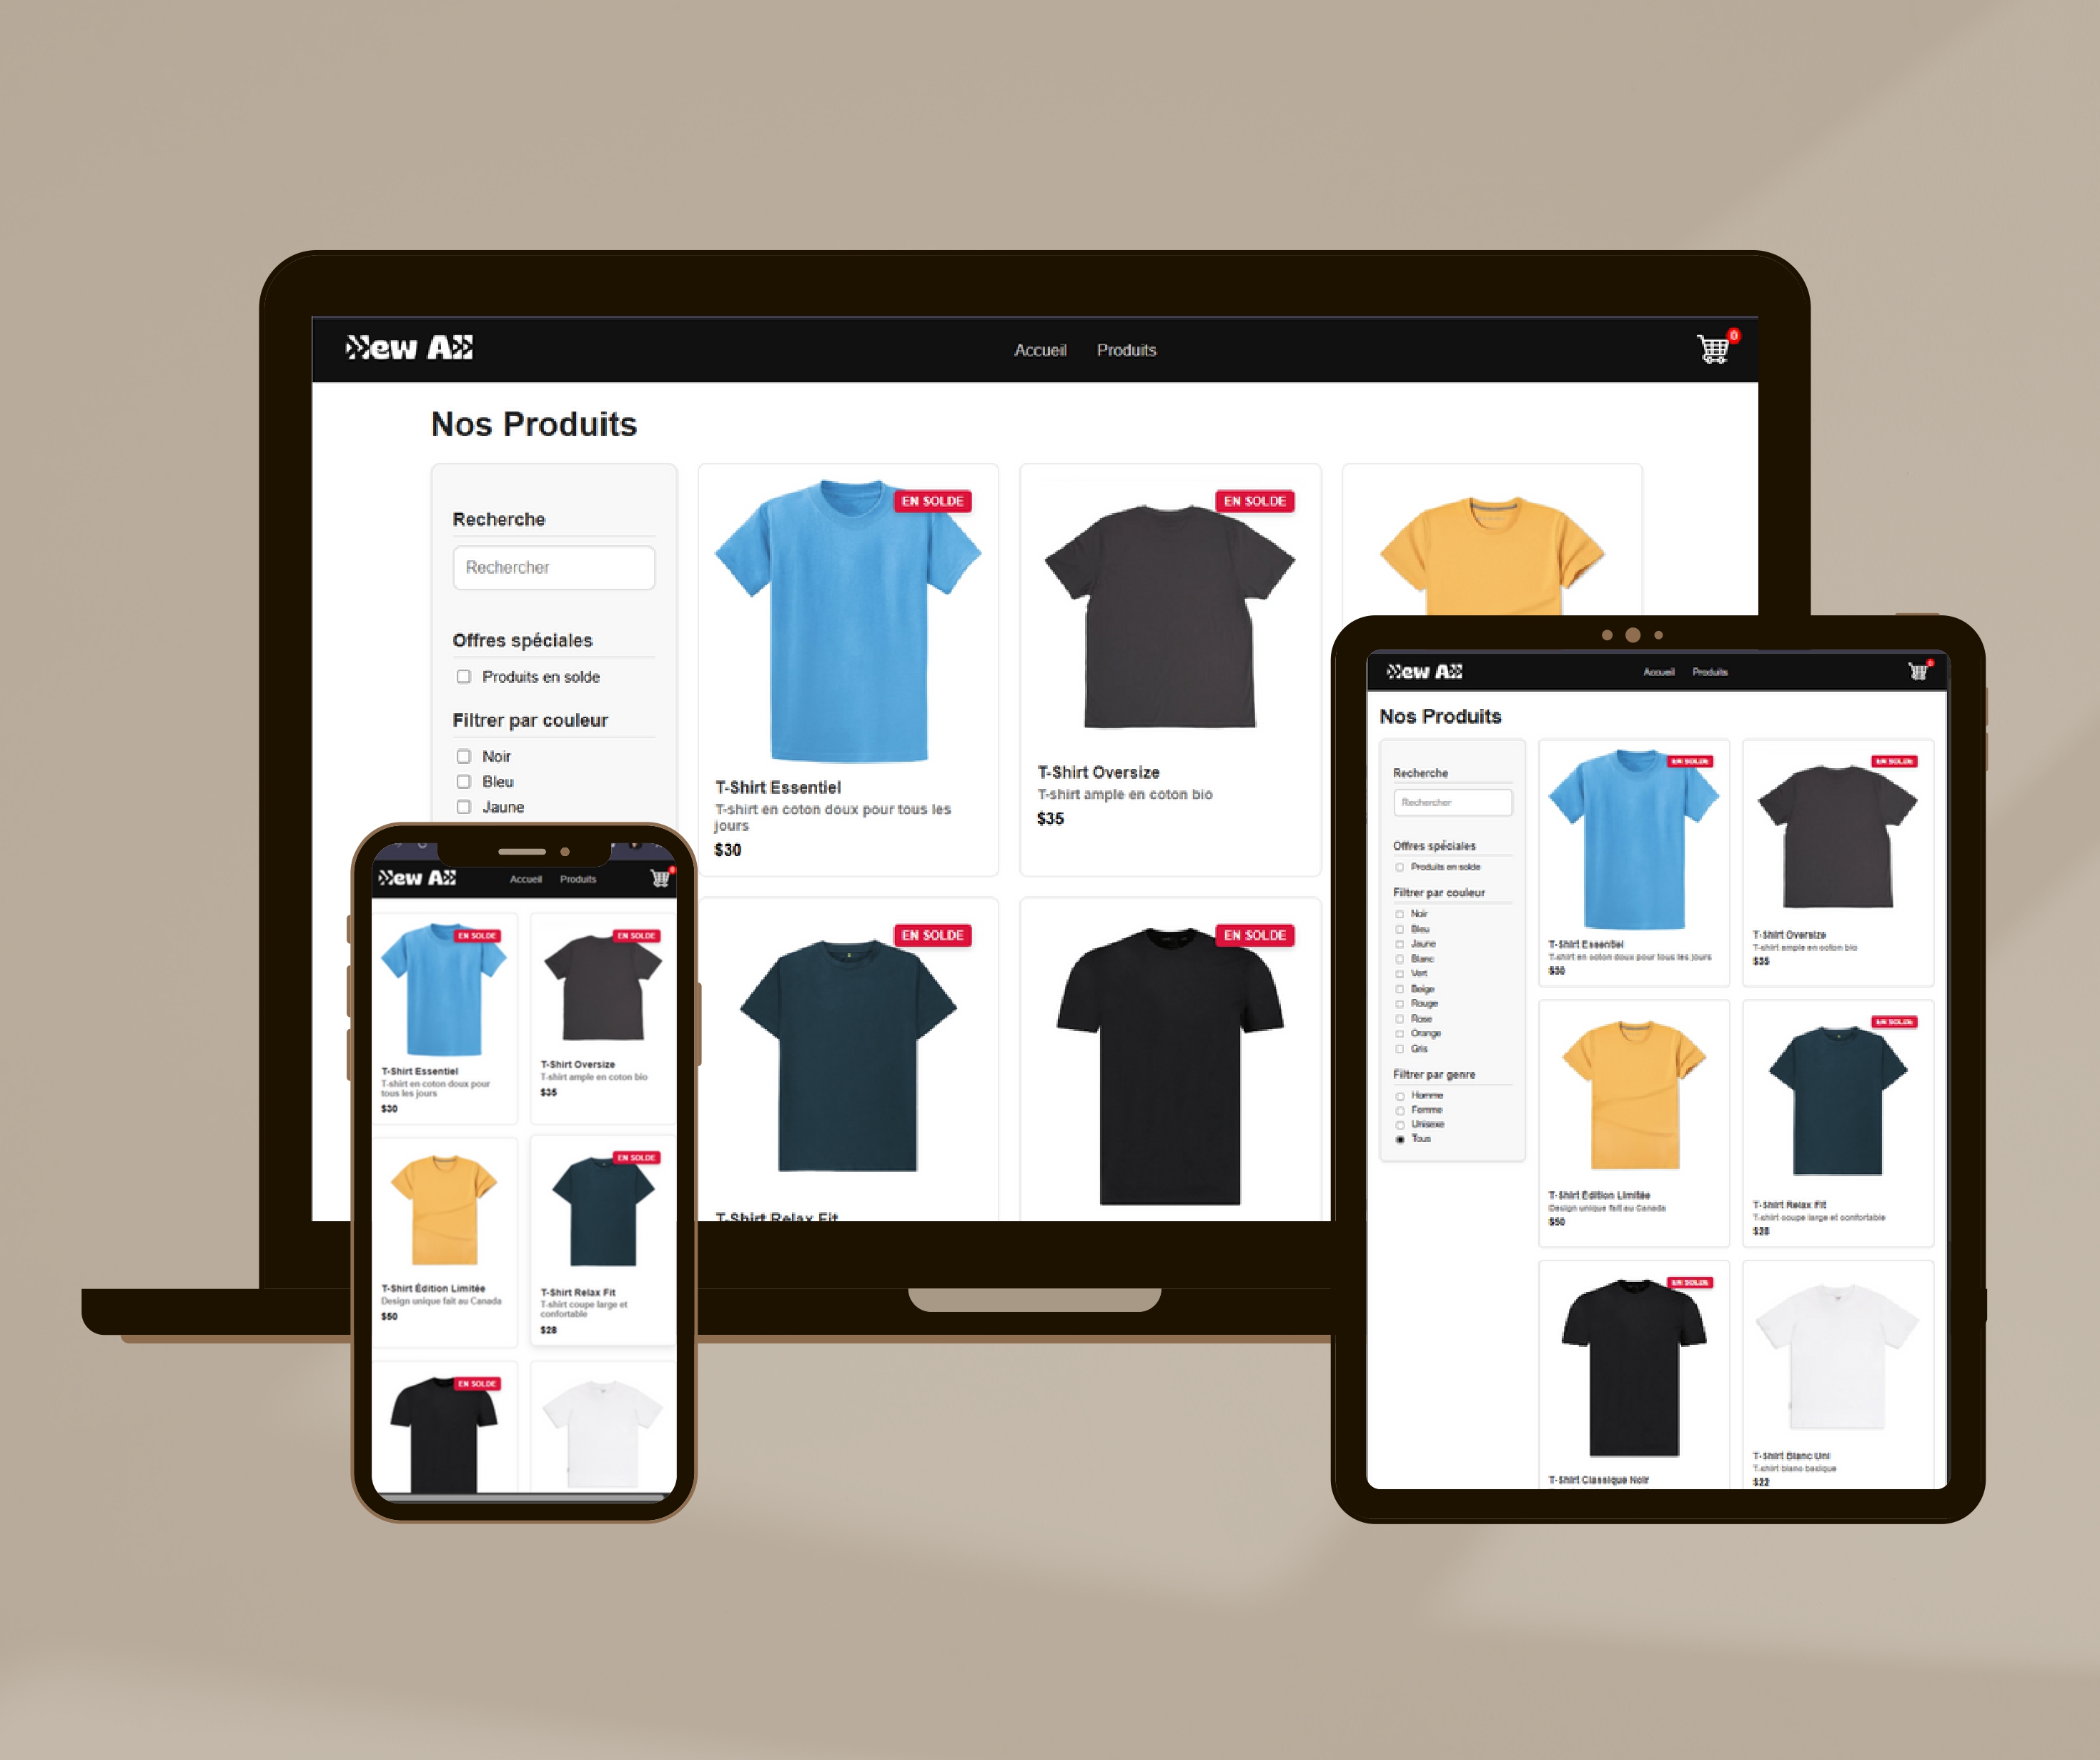 New All
Accueil Produits
0
Nos Produits
Recherche
Rechercher
Offres spéciales
Produits en solde
Filtrer par couleur
Noir
Bleu
Jaune
EN SOLDE
T-Shirt Essentiel
T-shirt en coton doux pour tous les
jours
$30
EN SOLDE
T-Shirt Oversize
T-shirt ample en coton bio
$35
EN SOLDE
T-Shirt Relax Fit
EN SOLDE
Accueil Produits
EN SOLDE
T-Shirt Essentiel
T-shirt en coton doux pour
tous les jours
$30
EN SOLDE
T-Shirt Oversize
T-shirt ample en coton bio
$35
T-Shirt Édition Limitée
Design unique fait au Canada
$50
EN SOLDE
T-Shirt Relax Fit
T-shirt coupe large et
confortable
$28
EN SOLDE
Accueil Produits
Nos Produits
Recherche
Rechercher
Offres spéciales
Produits en solde
Filtrer par couleur
Noir
Bleu
Jaune
Blanc
Vert
Beige
Rouge
Rose
Orange
Gris
Filtrer par genre
Homme
Femme
Unisexe
Tous
EN SOLDE
T-Shirt Essentiel
T-shirt en coton doux pour tous les jours
$30
EN SOLDE
T-Shirt Oversize
T-shirt ample en coton bio
$35
T-Shirt Édition Limitée
Design unique fait au Canada
$50
EN SOLDE
T-Shirt Relax Fit
T-shirt coupe large et confortable
$28
EN SOLDE
T-Shirt Classique Noir
T-Shirt Blanc Uni
T-shirt blanc basique
$22